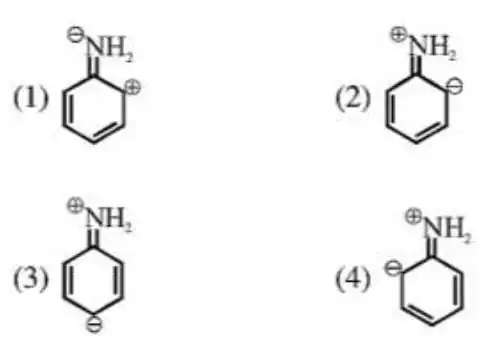 ⊖NH₂
(1) ⊕
⊕NH₂
(2) ⊖
⊕NH₂
(3)
⊖
⊕NH₂
(4) ⊖